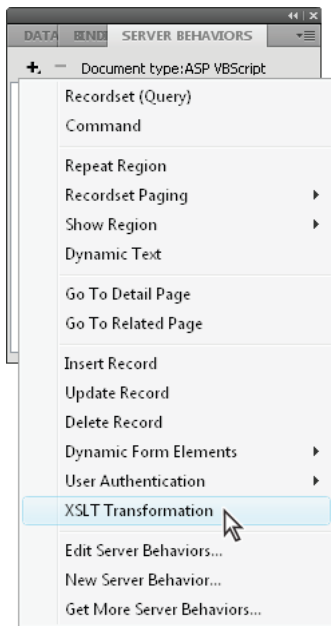 DATA BINDI SERVER BEHAVIORS
Document type:ASP VBScript
Recordset (Query)
Command
Repeat Region
Recordset Paging
Show Region
Dynamic Text
Go To Detail Page
Go To Related Page
Insert Record
Update Record
Delete Record
Dynamic Form Elements
User Authentication
XSLT Transformation
Edit Server Behaviors...
New Server Behavior...
Get More Server Behaviors...